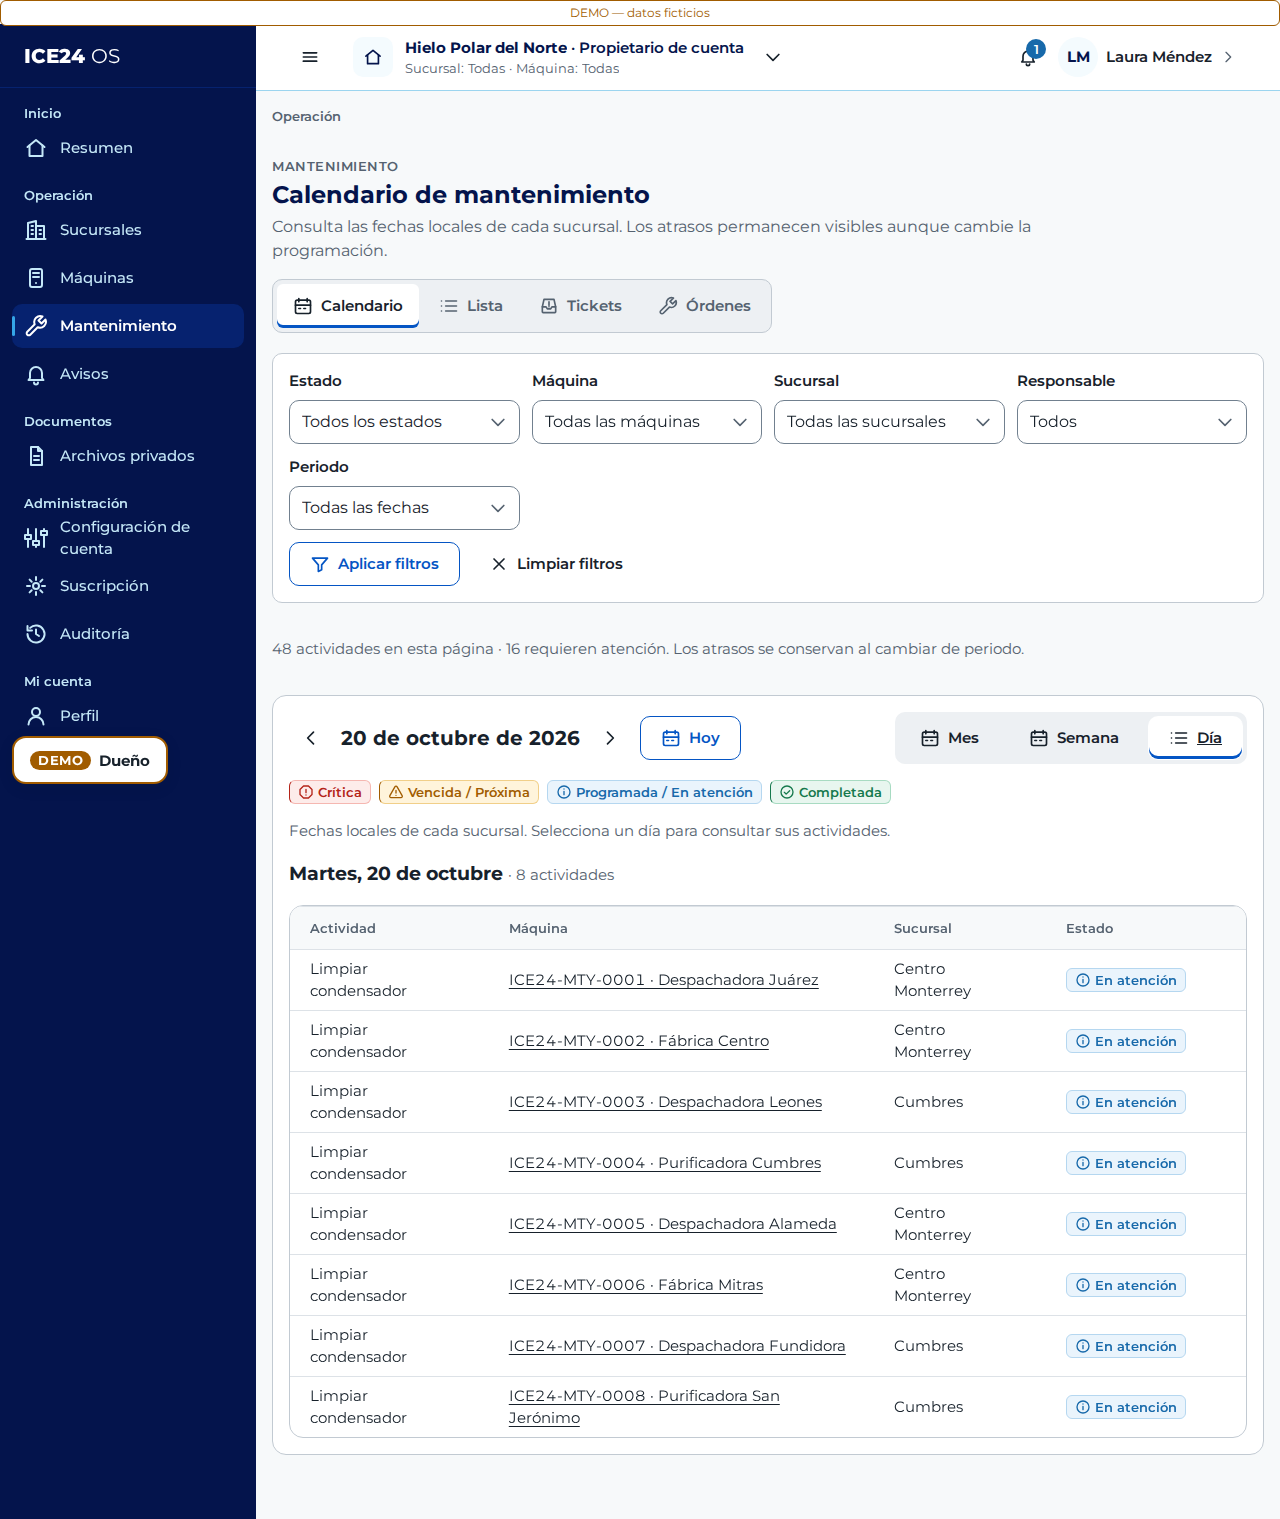 DEMO — datos ficticios
ICE24 OS
Hielo Polar del Norte · Propietario de cuenta
Sucursal: Todas · Máquina: Todas
1
LM
Laura Méndez
Inicio
Resumen
Operación
Sucursales
Máquinas
Mantenimiento
Avisos
Documentos
Archivos privados
Administración
Configuración de
cuenta
Suscripción
Auditoría
Mi cuenta
Perfil
DEMO Dueño
Operación
MANTENIMIENTO
Calendario de mantenimiento
Consulta las fechas locales de cada sucursal. Los atrasos permanecen visibles aunque cambie la
programación.
Calendario Lista Tickets Órdenes
Estado Máquina Sucursal Responsable
Todos los estados Todas las máquinas Todas las sucursales Todos
Periodo
Todas las fechas
Aplicar filtros Limpiar filtros
48 actividades en esta página · 16 requieren atención. Los atrasos se conservan al cambiar de periodo.
20 de octubre de 2026 Hoy Mes Semana Día
Crítica Vencida / Próxima Programada / En atención Completada
Fechas locales de cada sucursal. Selecciona un día para consultar sus actividades.
Martes, 20 de octubre · 8 actividades
Actividad Máquina Sucursal Estado
Limpiar
condensador
ICE24-MTY-0001 · Despachadora Juárez
Centro
Monterrey
En atención
Limpiar
condensador
ICE24-MTY-0002 · Fábrica Centro
Centro
Monterrey
En atención
Limpiar
condensador
ICE24-MTY-0003 · Despachadora Leones
Cumbres
En atención
Limpiar
condensador
ICE24-MTY-0004 · Purificadora Cumbres
Cumbres
En atención
Limpiar
condensador
ICE24-MTY-0005 · Despachadora Alameda
Centro
Monterrey
En atención
Limpiar
condensador
ICE24-MTY-0006 · Fábrica Mitras
Centro
Monterrey
En atención
Limpiar
condensador
ICE24-MTY-0007 · Despachadora Fundidora
Cumbres
En atención
Limpiar
condensador
ICE24-MTY-0008 · Purificadora San
Jerónimo
Cumbres
En atención